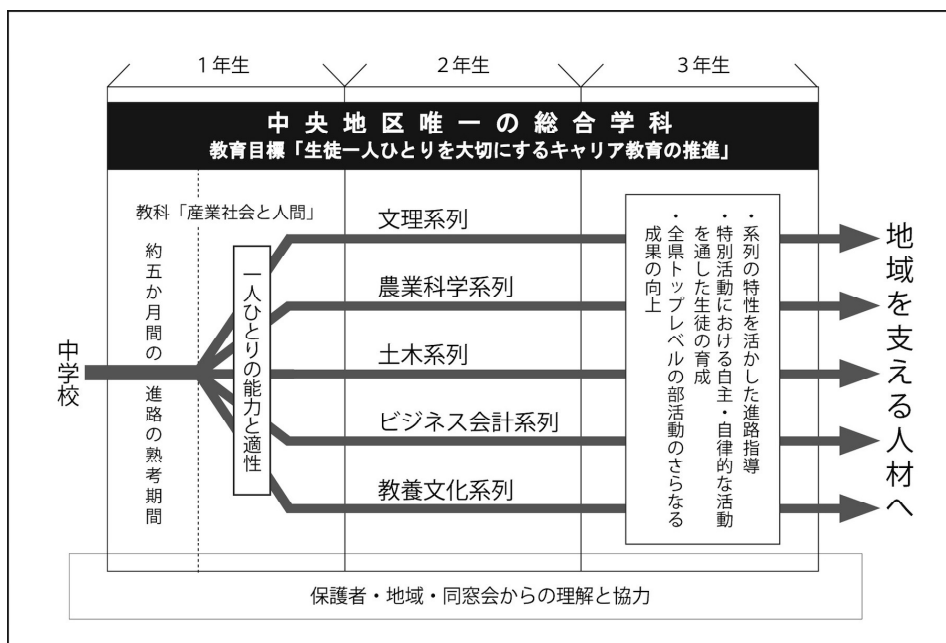 1年生
2年生
3年生
中央地区唯一の総合学科
教育目標「生徒一人ひとりを大切にするキャリア教育の推進」
教科「産業社会と人間」
中学校
約五か月間の 進路の熟考期間
一人ひとりの能力と適性
文理系列
農業科学系列
土木系列
ビジネス会計系列
教養文化系列
・系列の特性を活かした進路指導
・特別活動における自主・自律的な活動
を通した生徒の育成
・全県トップレベルの部活動のさらなる
成果の向上
地域を支える人材へ
保護者・地域・同窓会からの理解と協力